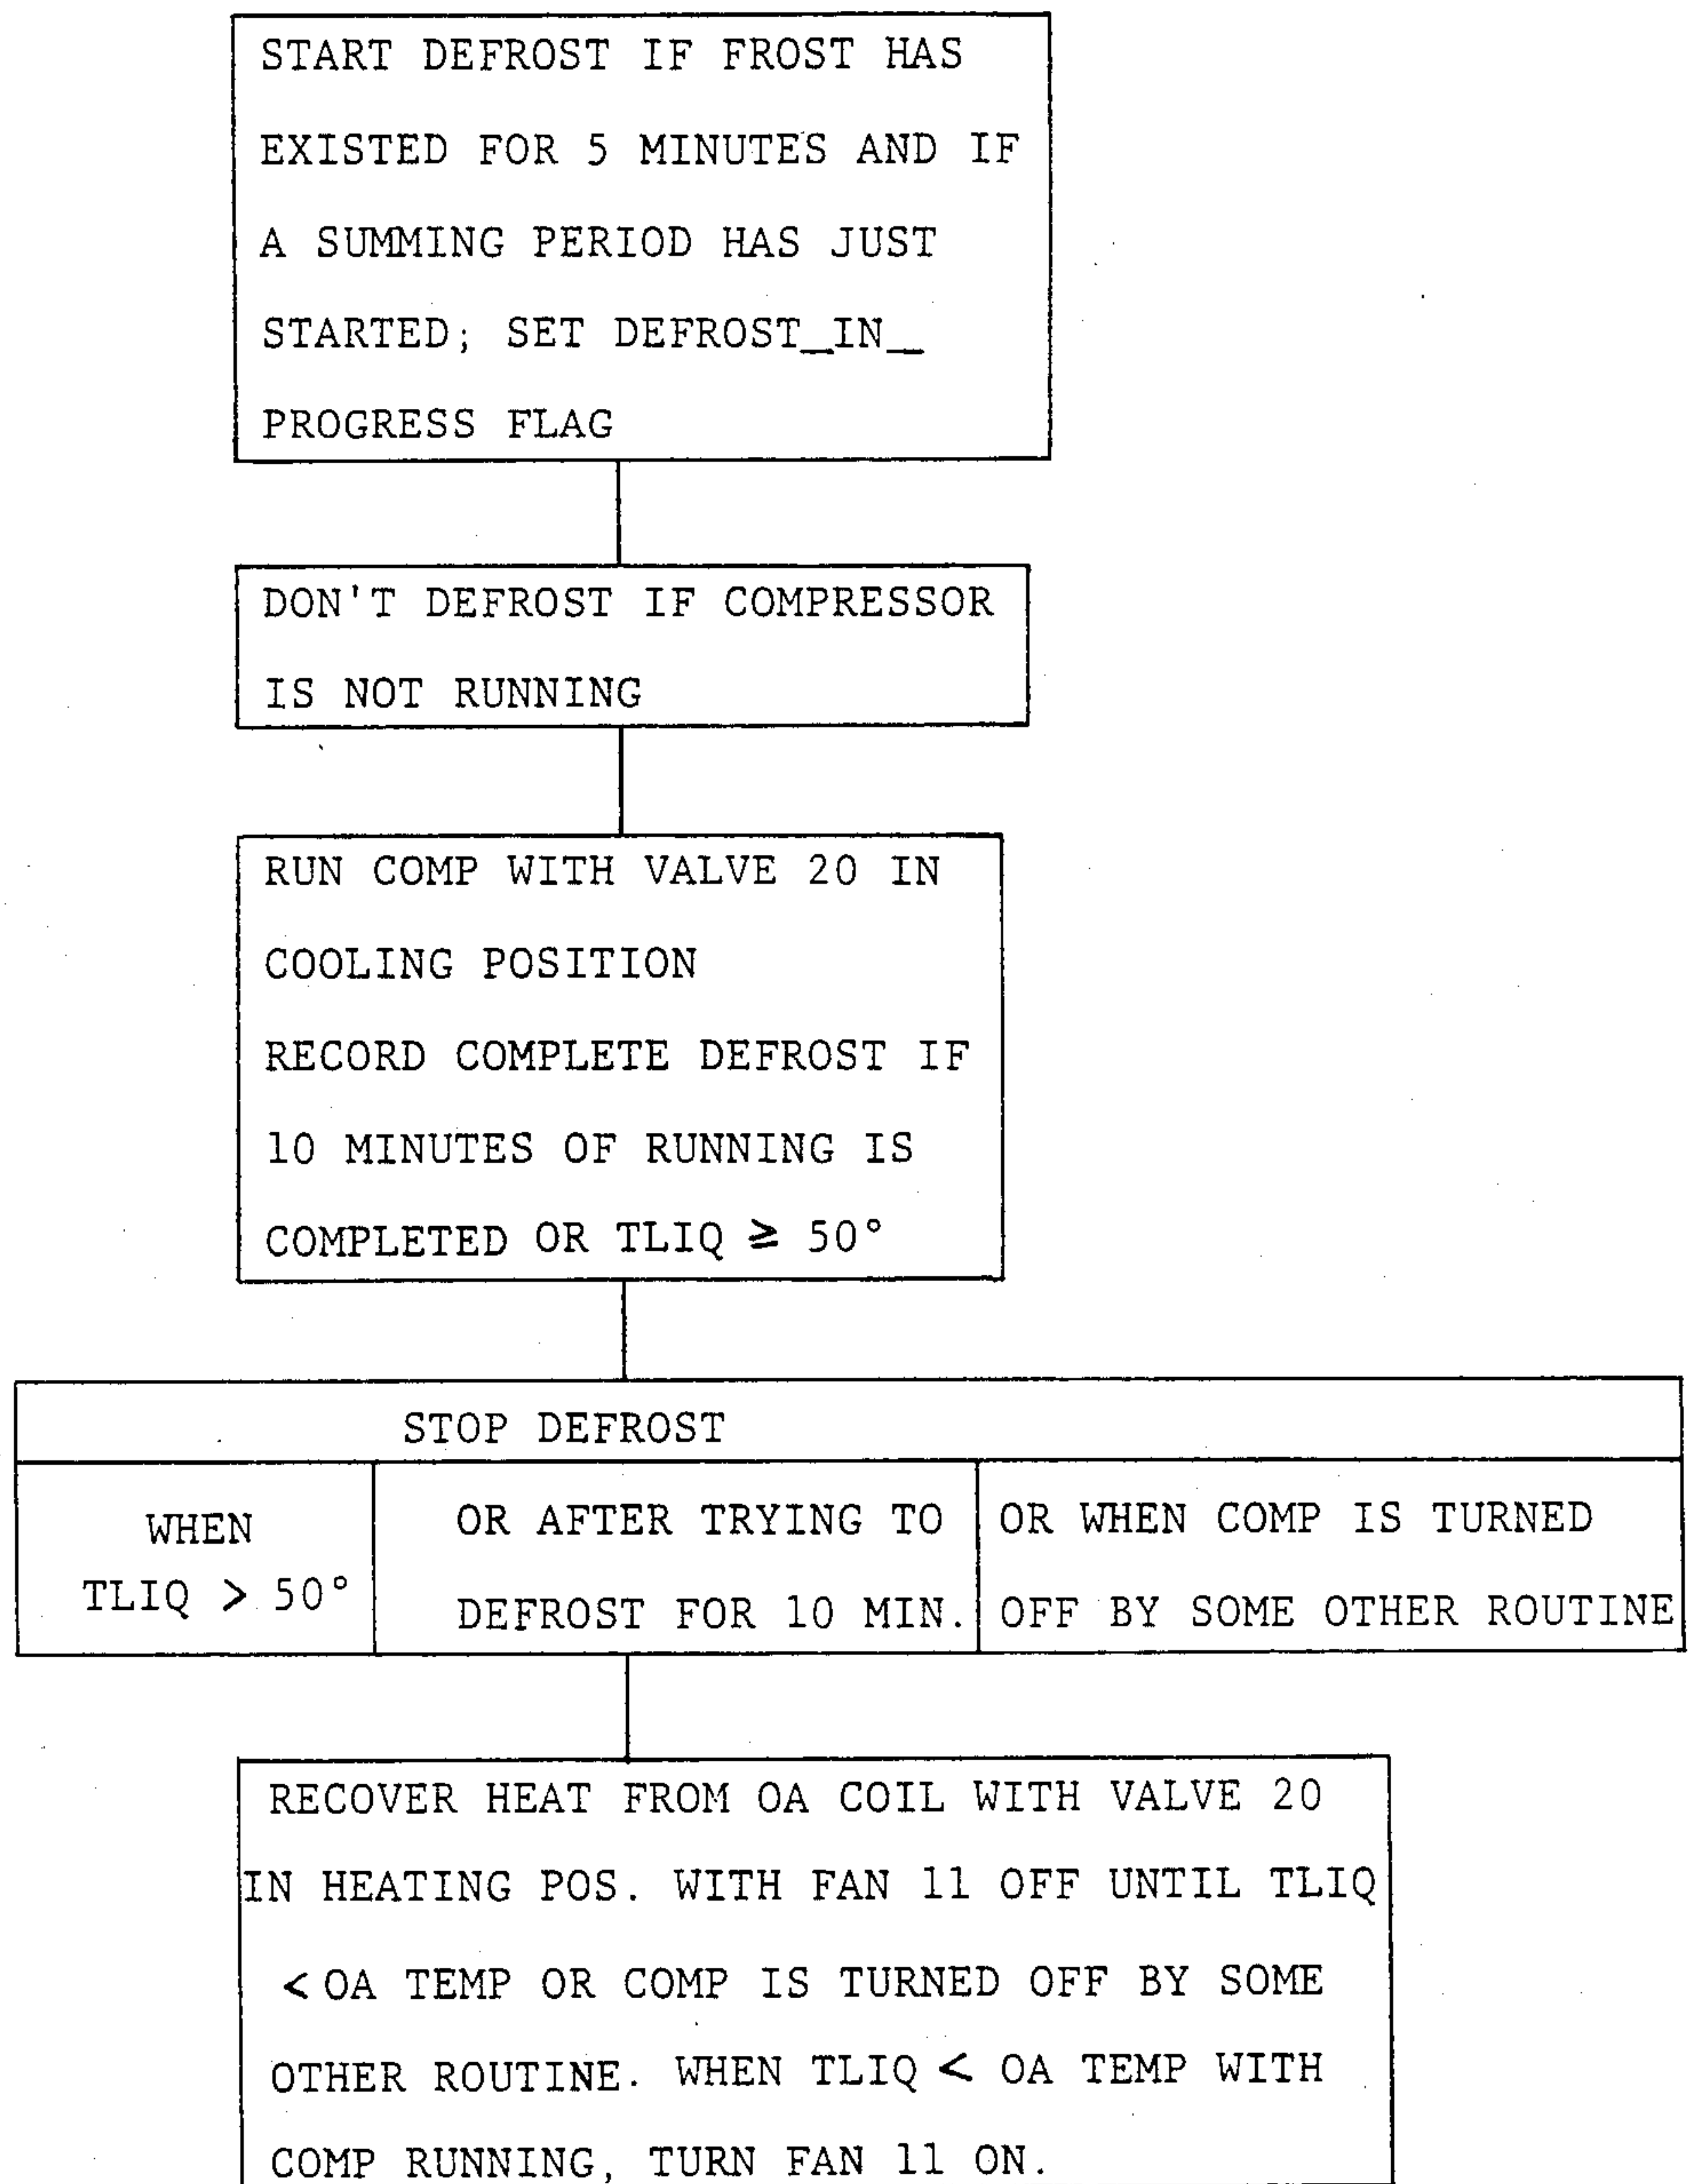 START DEFROST IF FROST HAS
EXISTED FOR 5 MINUTES AND IF
A SUMMING PERIOD HAS JUST
STARTED; SET DEFROST_IN_
PROGRESS FLAG
DON'T DEFROST IF COMPRESSOR
IS NOT RUNNING
RUN COMP WITH VALVE 20 IN
COOLING POSITION
RECORD COMPLETE DEFROST IF
10 MINUTES OF RUNNING IS
COMPLETED OR TLIQ ≥ 50°
STOP DEFROST
WHEN
TLIQ > 50°
OR AFTER TRYING TO
DEFROST FOR 10 MIN.
OR WHEN COMP IS TURNED
OFF BY SOME OTHER ROUTINE
RECOVER HEAT FROM OA COIL WITH VALVE 20
IN HEATING POS. WITH FAN 11 OFF UNTIL TLIQ
< OA TEMP OR COMP IS TURNED OFF BY SOME
OTHER ROUTINE. WHEN TLIQ < OA TEMP WITH
COMP RUNNING, TURN FAN 11 ON.